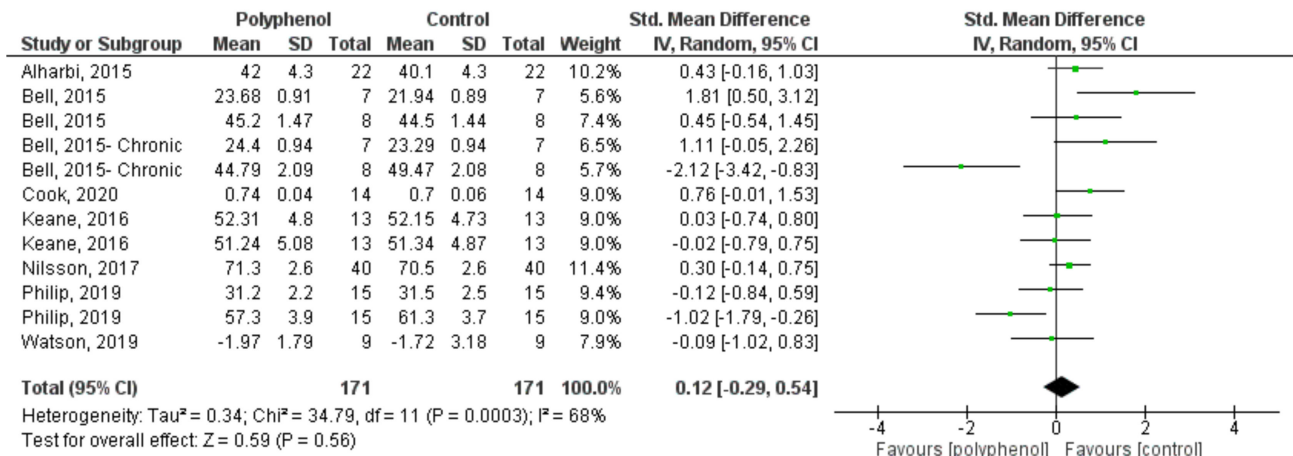 Polyphenol Control Std. Mean Difference Std. Mean Difference
Study or Subgroup Mean SD Total Mean SD Total Weight IV, Random, 95% CI IV, Random, 95% CI
Alharbi, 2015 42 4.3 22 40.1 4.3 22 10.2% 0.43 [-0.16, 1.03]
Bell, 2015 23.68 0.91 7 21.94 0.89 7 5.6% 1.81 [0.50, 3.12]
Bell, 2015 45.2 1.47 8 44.5 1.44 8 7.4% 0.45 [-0.54, 1.45]
Bell, 2015- Chronic 24.4 0.94 7 23.29 0.94 7 6.5% 1.11 [-0.05, 2.26]
Bell, 2015- Chronic 44.79 2.09 8 49.47 2.08 8 5.7% -2.12 [-3.42, -0.83]
Cook, 2020 0.74 0.04 14 0.7 0.06 14 9.0% 0.76 [-0.01, 1.53]
Keane, 2016 52.31 4.8 13 52.15 4.73 13 9.0% 0.03 [-0.74, 0.80]
Keane, 2016 51.24 5.08 13 51.34 4.87 13 9.0% -0.02 [-0.79, 0.75]
Nilsson, 2017 71.3 2.6 40 70.5 2.6 40 11.4% 0.30 [-0.14, 0.75]
Philip, 2019 31.2 2.2 15 31.5 2.5 15 9.4% -0.12 [-0.84, 0.59]
Philip, 2019 57.3 3.9 15 61.3 3.7 15 9.0% -1.02 [-1.79, -0.26]
Watson, 2019 -1.97 1.79 9 -1.72 3.18 9 7.9% -0.09 [-1.02, 0.83]
Total (95% CI) 171 171 100.0% 0.12 [-0.29, 0.54]
Heterogeneity: Tau² = 0.34; Chi² = 34.79, df = 11 (P = 0.0003); I² = 68%
Test for overall effect: Z = 0.59 (P = 0.56)
-4 -2 0 2 4
Favours [polyphenol] Favours [control]